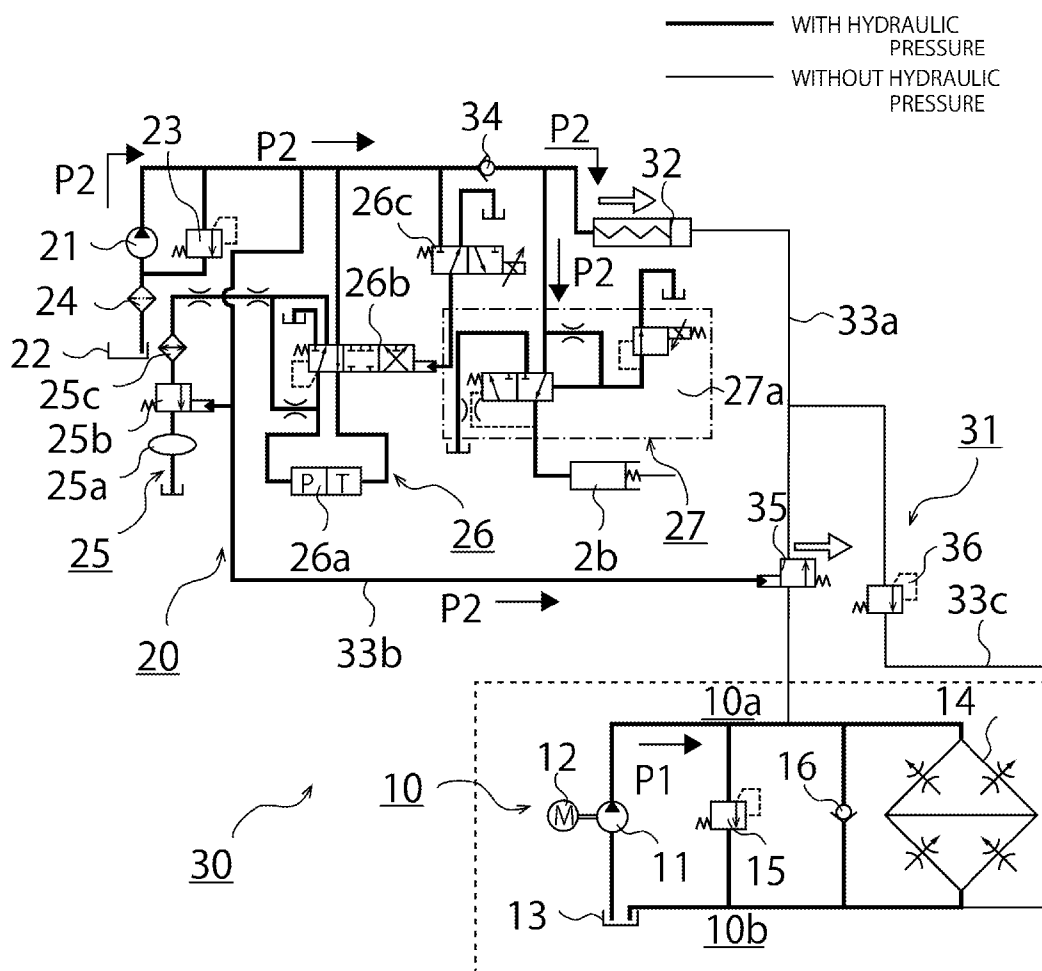 WITH HYDRAULIC
PRESSURE
WITHOUT HYDRAULIC
PRESSURE
23
P2
34
P2
32
P2
26c
21
P2
24
26b
33a
22
25c
27a
25b
31
25a
P T
35
36
25
26
27
26a
2b
P2
33c
20
33b
10a
14
12
P1
16
10
M
11
15
30
13
10b